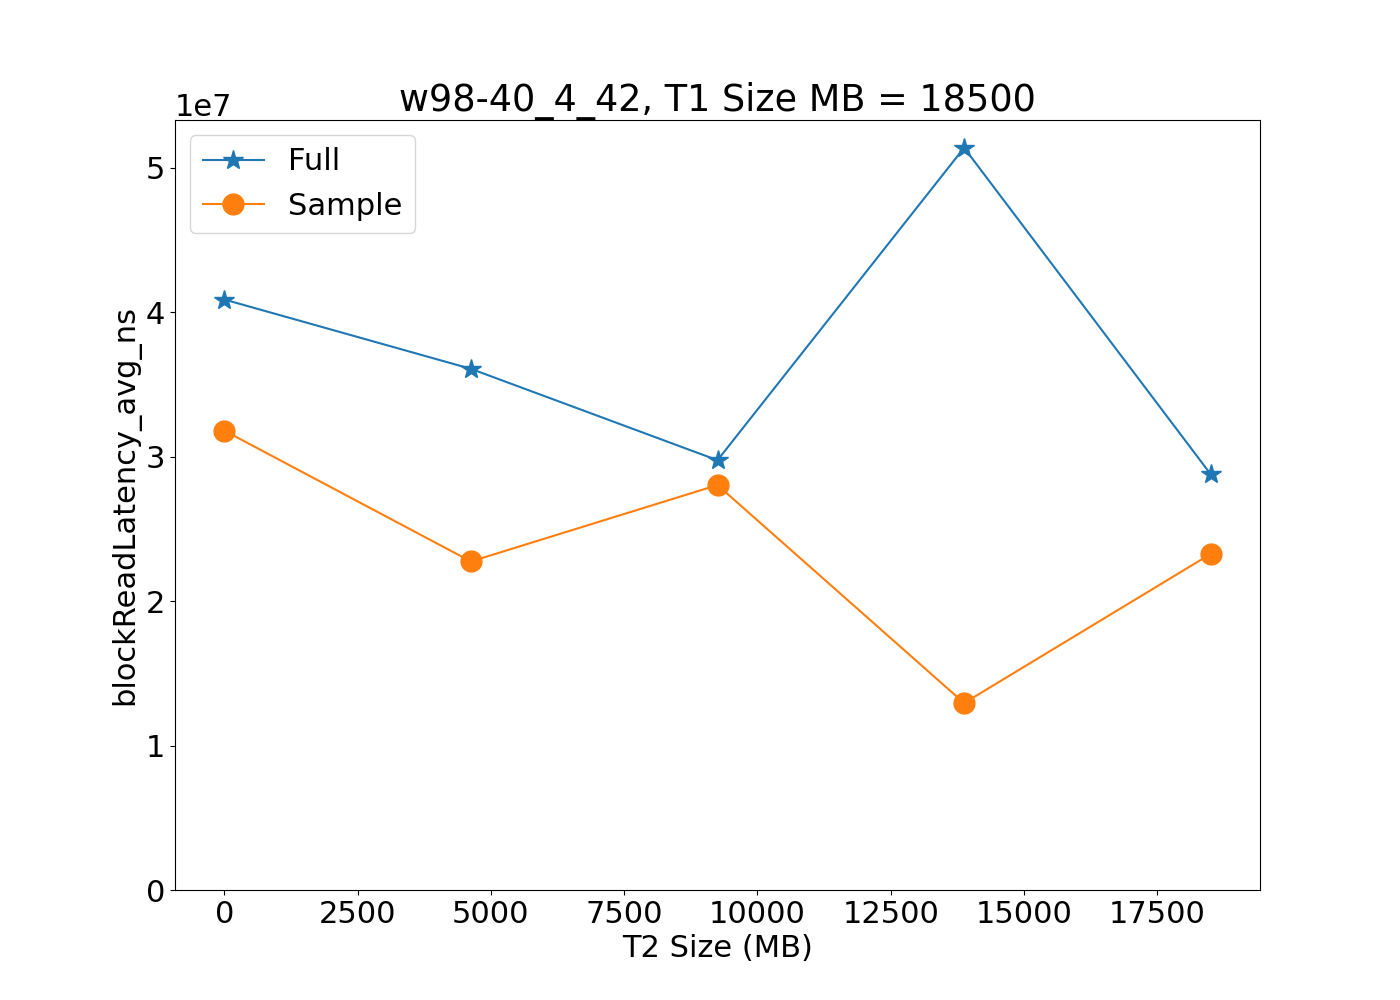 w98-40_4_42, T1 Size MB = 18500
1e7
Full
Sample
5
4
3
2
1
0
blockReadLatency_avg_ns
0 2500 5000 7500 10000 12500 15000 17500
T2 Size (MB)